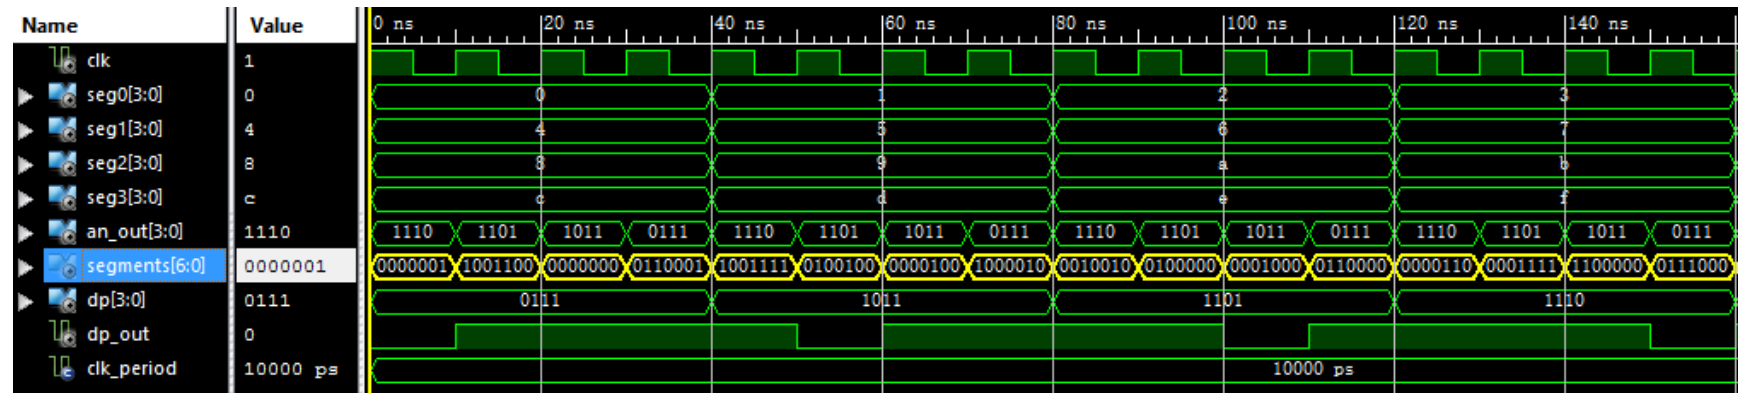 Name Value 0 ns 20 ns 40 ns 60 ns 80 ns 100 ns 120 ns 140 ns
clk 1
seg0[3:0] 0 0 1 2 3
seg1[3:0] 4 4 5 6 7
seg2[3:0] 8 8 9 a b
seg3[3:0] c c d e f
an_out[3:0] 1110 1110 1101 1011 0111 1110 1101 1011 0111 1110 1101 1011 0111 1110 1101 1011 0111
segments[6:0] 0000001 0000001 1001100 0000000 0110001 1001111 0100100 0000100 1000010 0010010 0100000 0001000 0110000 0000110 0001111 1100000 0111000
dp[3:0] 0111 0111 1011 1101 1110
dp_out 0
clk_period 10000 ps 10000 ps